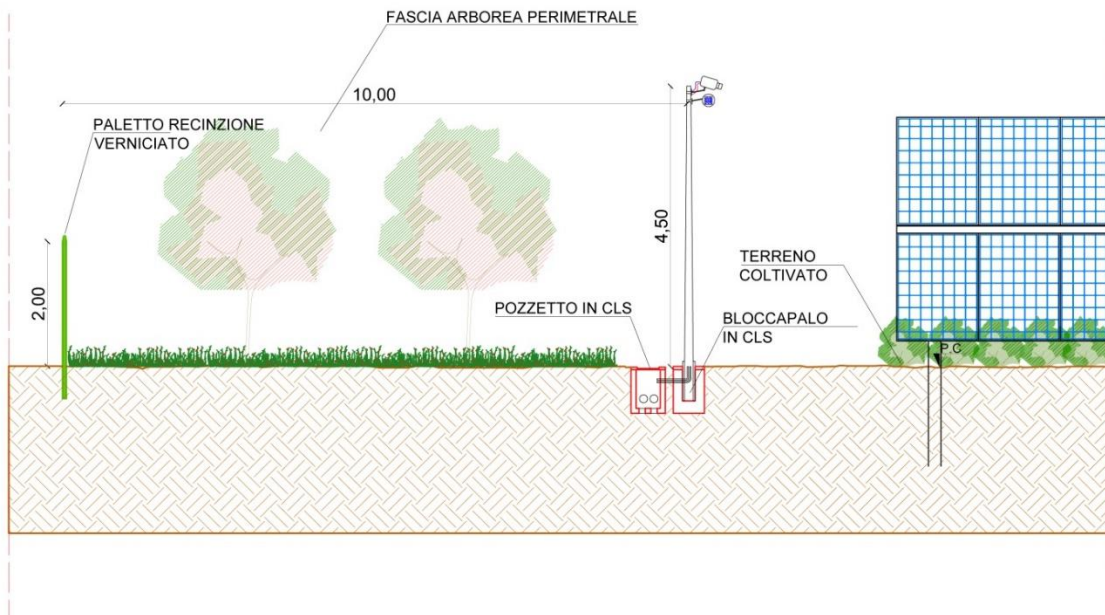 FASCIA ARBOREA PERIMETRALE
10,00
PALETTO RECINZIONE
VERNICIATO
4,50
2,00
TERRENO
COLTIVATO
POZZETTO IN CLS
BLOCCAPALO
IN CLS
P.C